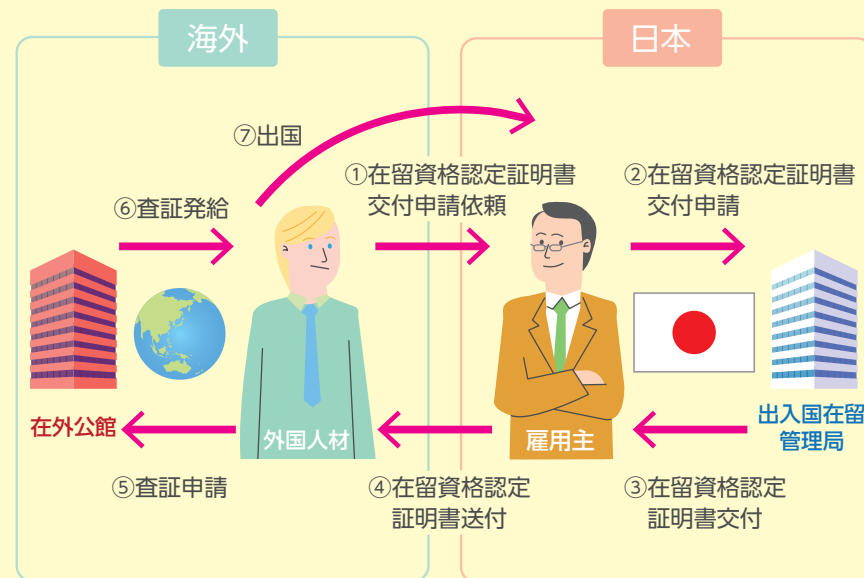 海外
日本
⑦出国
①在留資格認定証明書
交付申請依頼
②在留資格認定証明書
交付申請
⑥査証発給
在外公館
外国人材
雇用主
出入国在留
管理局
⑤査証申請
④在留資格認定
証明書送付
③在留資格認定
証明書交付